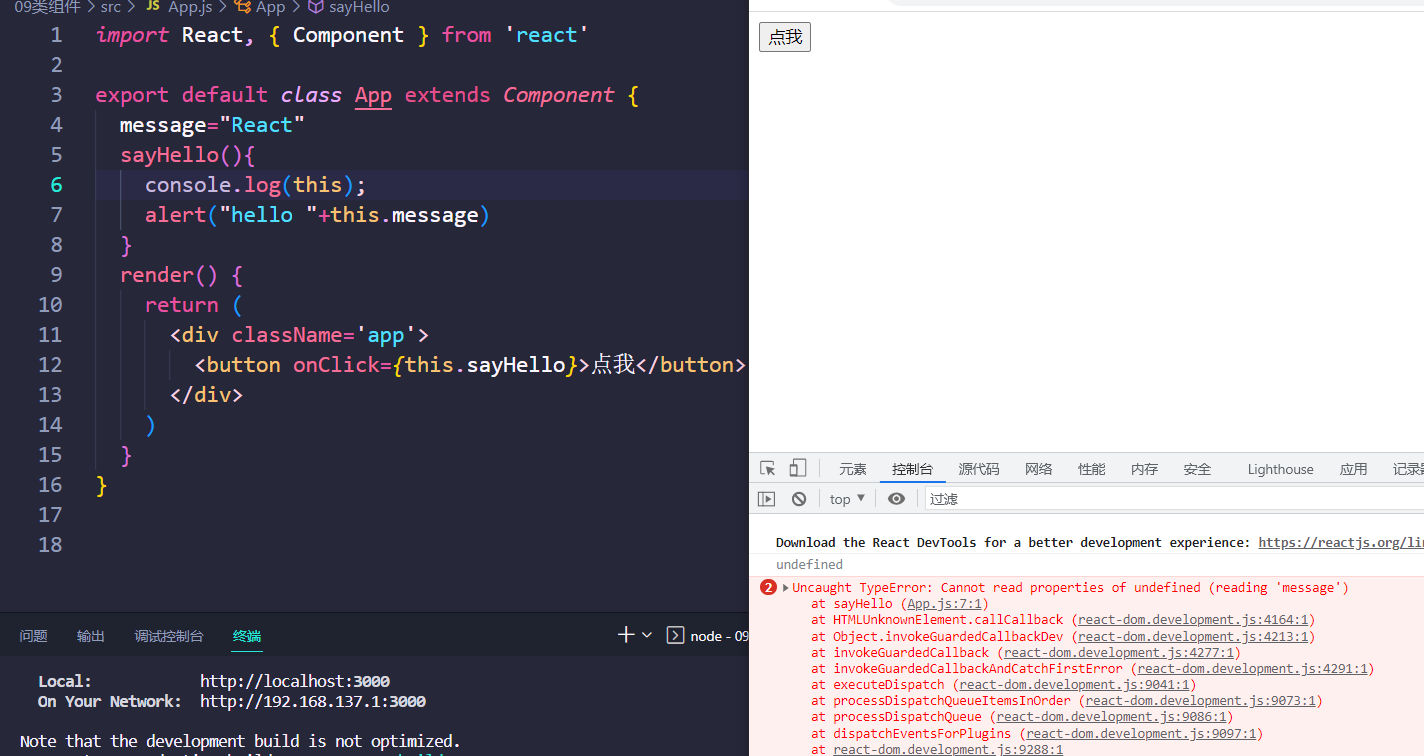 09类组件 > src > JS App.js > App > sayHello
1 import React, { Component } from 'react'
2
3 export default class App extends Component {
4 message="React"
5 sayHello(){
6 console.log(this);
7 alert("hello "+this.message)
8 }
9 render() {
10 return (
11 <div className='app'>
12 <button onClick={this.sayHello}>点我</button>
13 </div>
14 )
15 }
16 }
17
18
问题 输出 调试控制台 终端 node - 09
Local: http://localhost:3000
On Your Network: http://192.168.137.1:3000
Note that the development build is not optimized.
点我
元素 控制台 源代码 网络 性能 内存 安全 Lighthouse 应用 记录
top 过滤
Download the React DevTools for a better development experience: https://reactjs.org/li
undefined
2 Uncaught TypeError: Cannot read properties of undefined (reading 'message')
at sayHello (App.js:7:1)
at HTMLUnknownElement.callCallback (react-dom.development.js:4164:1)
at Object.invokeGuardedCallbackDev (react-dom.development.js:4213:1)
at invokeGuardedCallback (react-dom.development.js:4277:1)
at invokeGuardedCallbackAndCatchFirstError (react-dom.development.js:4291:1)
at executeDispatch (react-dom.development.js:9041:1)
at processDispatchQueueItemsInOrder (react-dom.development.js:9073:1)
at processDispatchQueue (react-dom.development.js:9086:1)
at dispatchEventsForPlugins (react-dom.development.js:9097:1)
at react-dom.development.js:9288:1